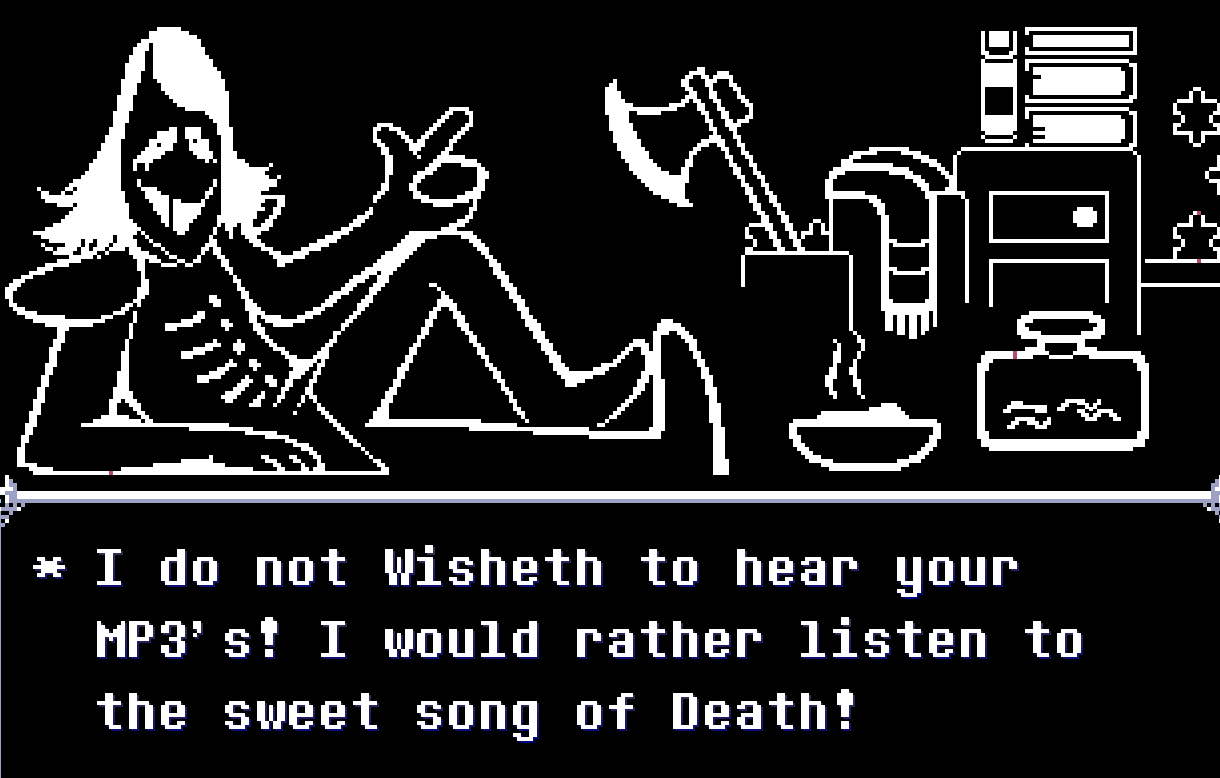 * I do not Wisheth to hear your
MP3's! I would rather listen to
the sweet song of Death!